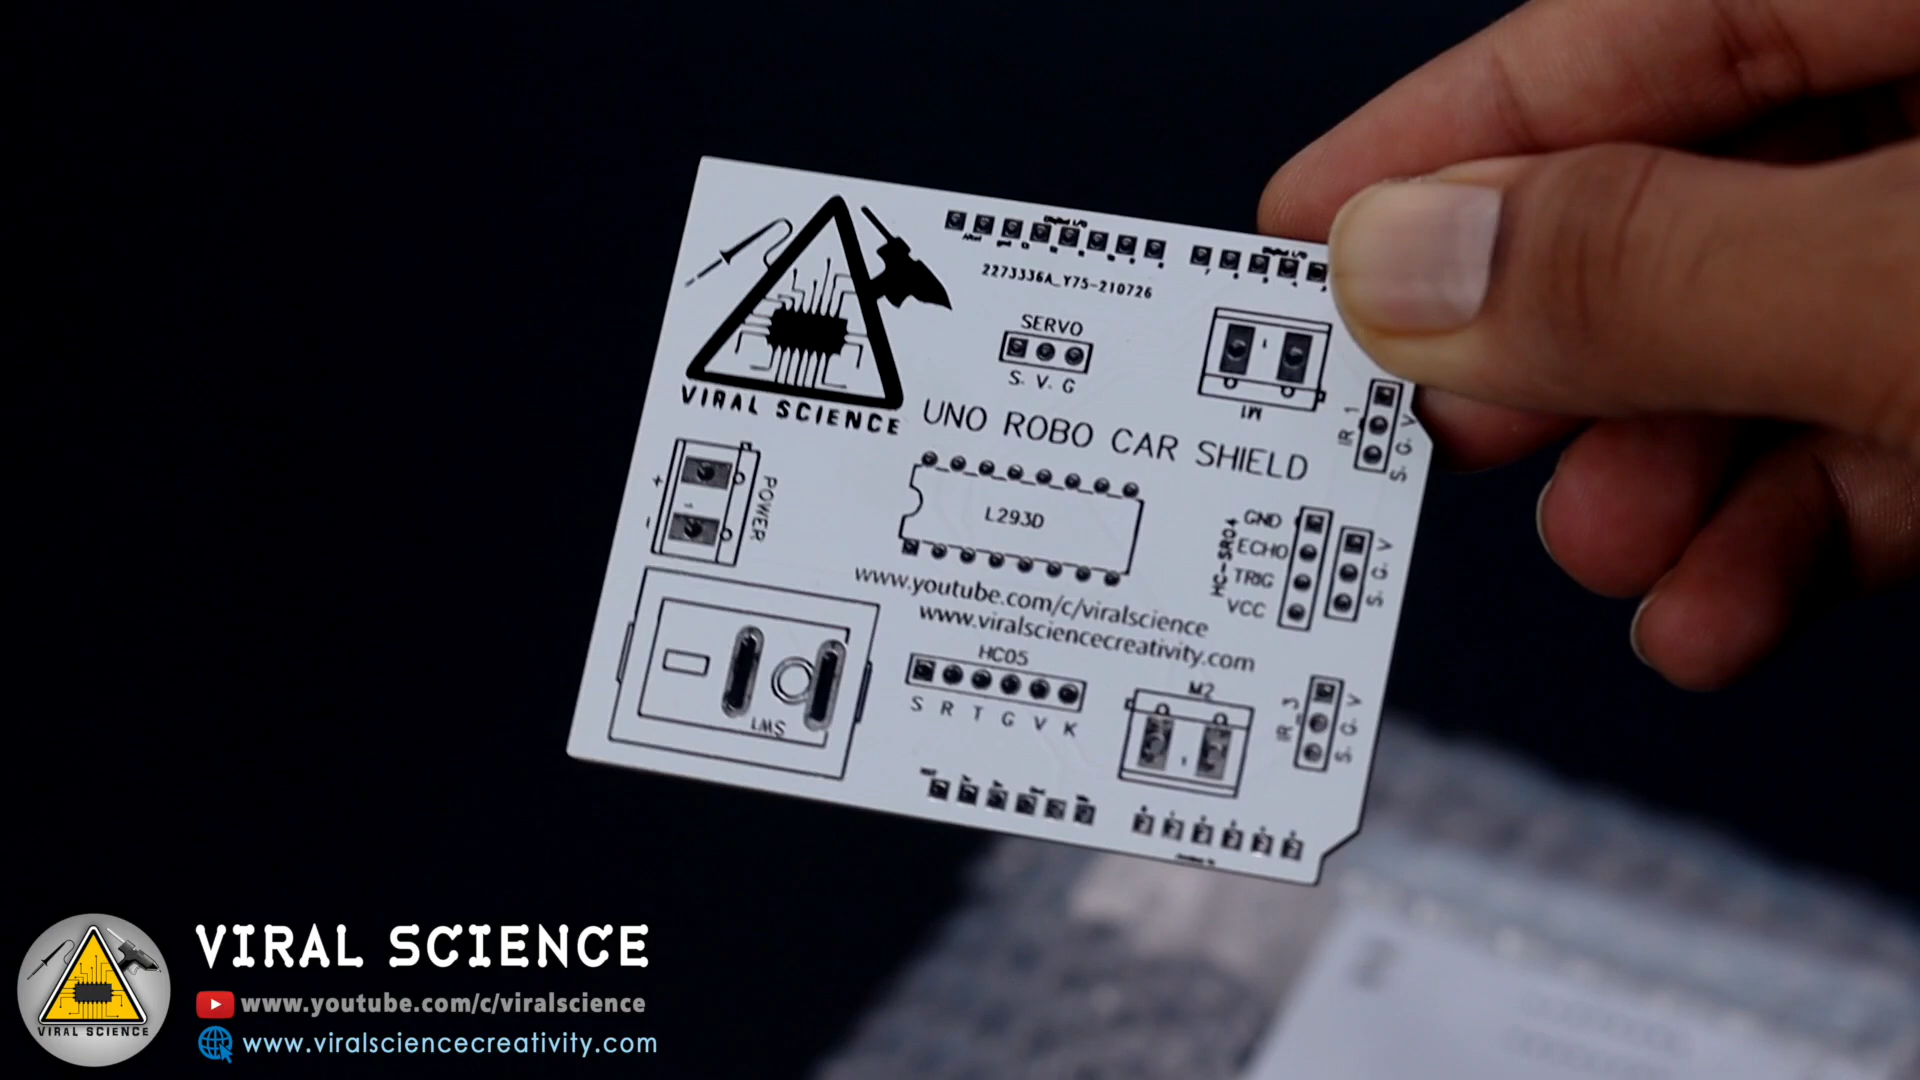 2273336A_Y75-210726
SERVO
S. V. G
M1
VIRAL SCIENCE
UNO ROBO CAR SHIELD
IR_1
S. G. V
+
-
POWER
L293D
HC-SR04
GND
ECHO
TRIG
VCC
S. G. V
www.youtube.com/c/viralscience
www.viralsciencecreativity.com
HC05
S R T G V K
SW1
M2
IR_3
S. G. V
VIRAL SCIENCE
www.youtube.com/c/viralscience
www.viralsciencecreativity.com
VIRAL SCIENCE